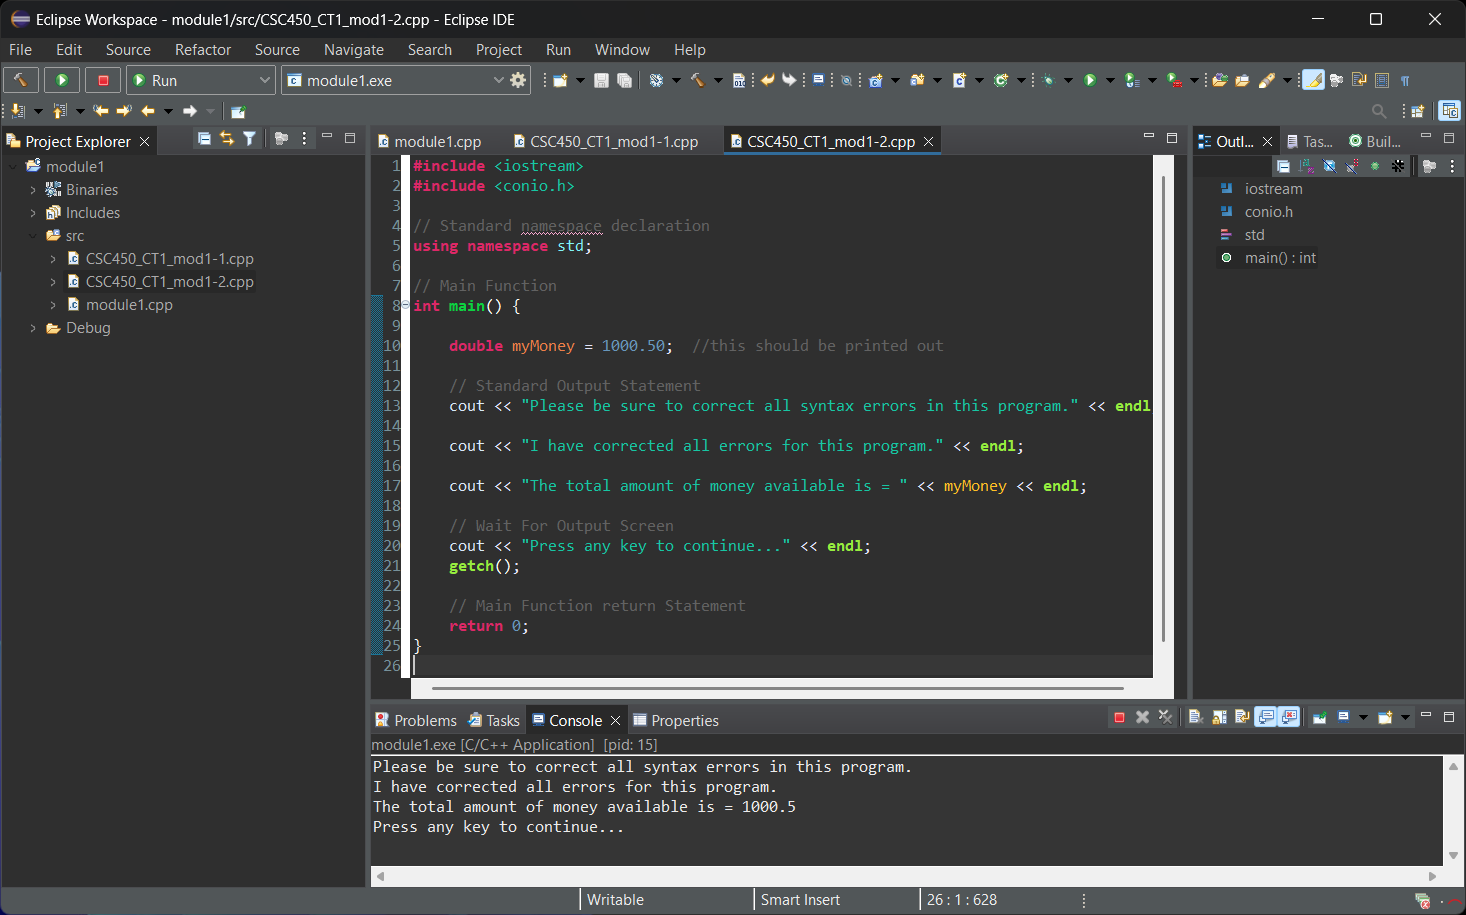 Eclipse Workspace - module1/src/CSC450_CT1_mod1-2.cpp - Eclipse IDE
File Edit Source Refactor Source Navigate Search Project Run Window Help
Run module1.exe
Project Explorer
module1
Binaries
Includes
src
CSC450_CT1_mod1-1.cpp
CSC450_CT1_mod1-2.cpp
module1.cpp
Debug
module1.cpp CSC450_CT1_mod1-1.cpp CSC450_CT1_mod1-2.cpp
1 #include <iostream>
2 #include <conio.h>
3
4 // Standard namespace declaration
5 using namespace std;
6
7 // Main Function
8 int main() {
9
10 double myMoney = 1000.50; //this should be printed out
11
12 // Standard Output Statement
13 cout << "Please be sure to correct all syntax errors in this program." << endl
14
15 cout << "I have corrected all errors for this program." << endl;
16
17 cout << "The total amount of money available is = " << myMoney << endl;
18
19 // Wait For Output Screen
20 cout << "Press any key to continue..." << endl;
21 getch();
22
23 // Main Function return Statement
24 return 0;
25 }
26
Outl... Tas... Buil...
iostream
conio.h
std
main() : int
Problems Tasks Console Properties
module1.exe [C/C++ Application] [pid: 15]
Please be sure to correct all syntax errors in this program.
I have corrected all errors for this program.
The total amount of money available is = 1000.5
Press any key to continue...
Writable Smart Insert 26 : 1 : 628